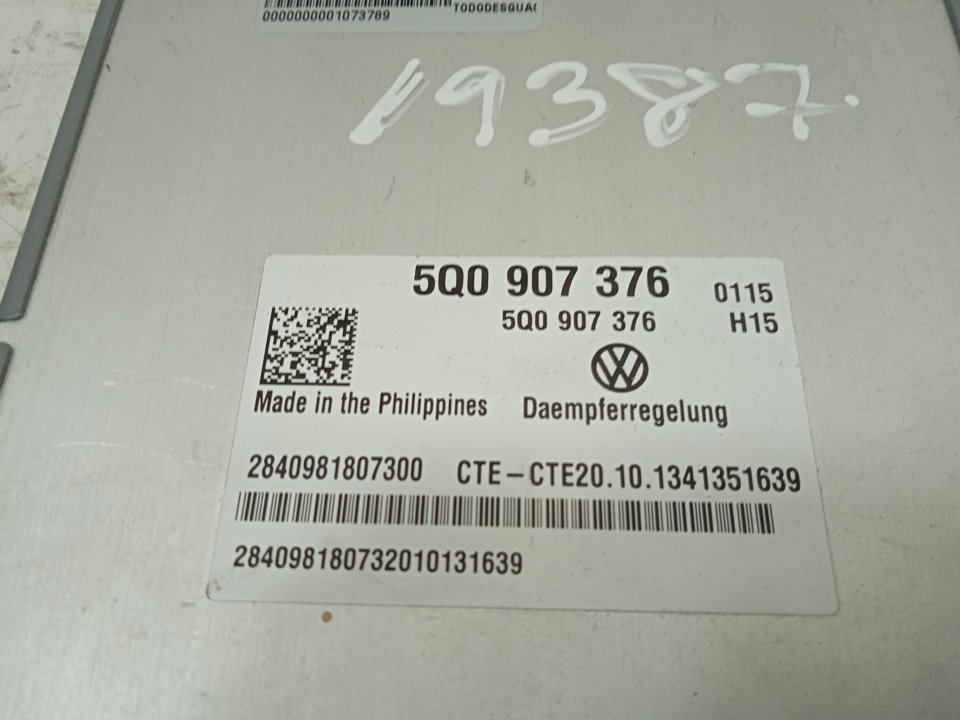 0000000001073789 TODODESGUA
19387
5Q0 907 376 0115
5Q0 907 376 H15
Made in the Philippines Daempferregelung
2840981807300 CTE-CTE20.10.1341351639
284098180732010131639